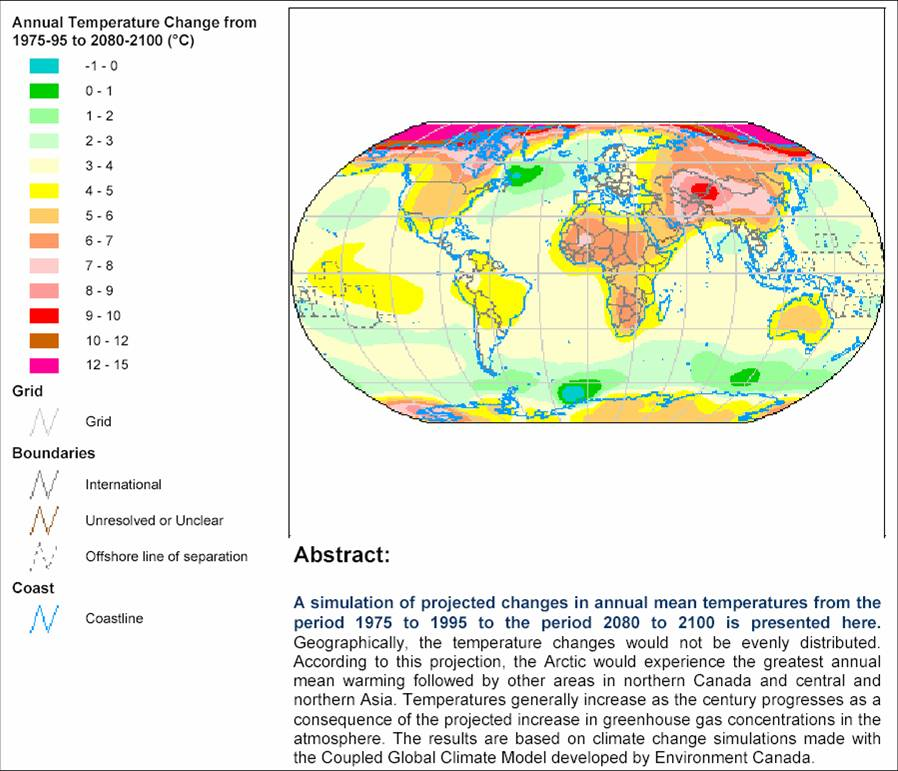 Annual Temperature Change from
1975-95 to 2080-2100 (°C)
-1 - 0
0 - 1
1 - 2
2 - 3
3 - 4
4 - 5
5 - 6
6 - 7
7 - 8
8 - 9
9 - 10
10 - 12
12 - 15
Grid
Grid
Boundaries
International
Unresolved or Unclear
Offshore line of separation
Coast
Coastline
Abstract:
A simulation of projected changes in annual mean temperatures from the
period 1975 to 1995 to the period 2080 to 2100 is presented here.
Geographically, the temperature changes would not be evenly distributed.
According to this projection, the Arctic would experience the greatest annual
mean warming followed by other areas in northern Canada and central and
northern Asia. Temperatures generally increase as the century progresses as a
consequence of the projected increase in greenhouse gas concentrations in the
atmosphere. The results are based on climate change simulations made with
the Coupled Global Climate Model developed by Environment Canada.